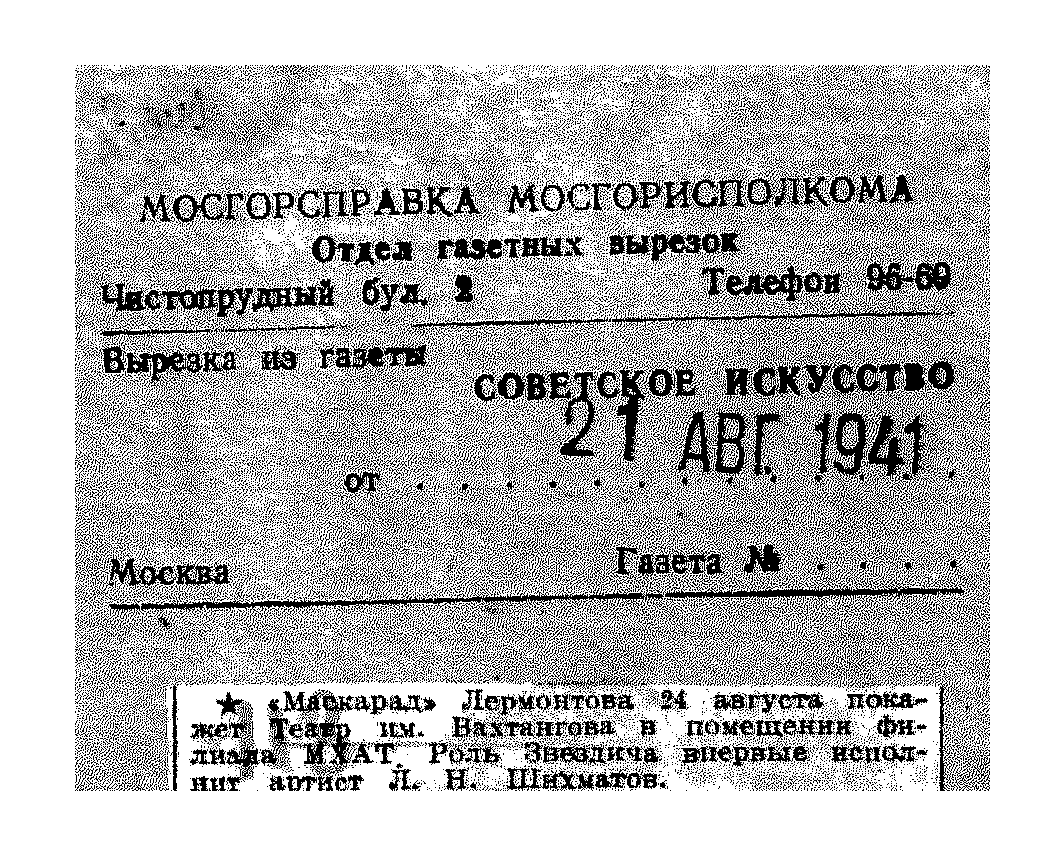 МОСГОРСПРАВКА МОСГОРИСПОЛКОМА
Отдел газетных вырезок
Чистопрудный бул. 2 Телефон 96-69
Вырезка из газеты
СОВЕТСКОЕ ИСКУССТВО
21 АВГ. 1941
от . . . . . . . . . . . . .
Москва Газета № . . . .
★ «Маскарад» Лермонтова 24 августа пока-
жет Театр им. Вахтангова в помещении фи-
лиала МХАТ. Роль Звездича впервые испол-
нит артист Л. Н. Шихматов.